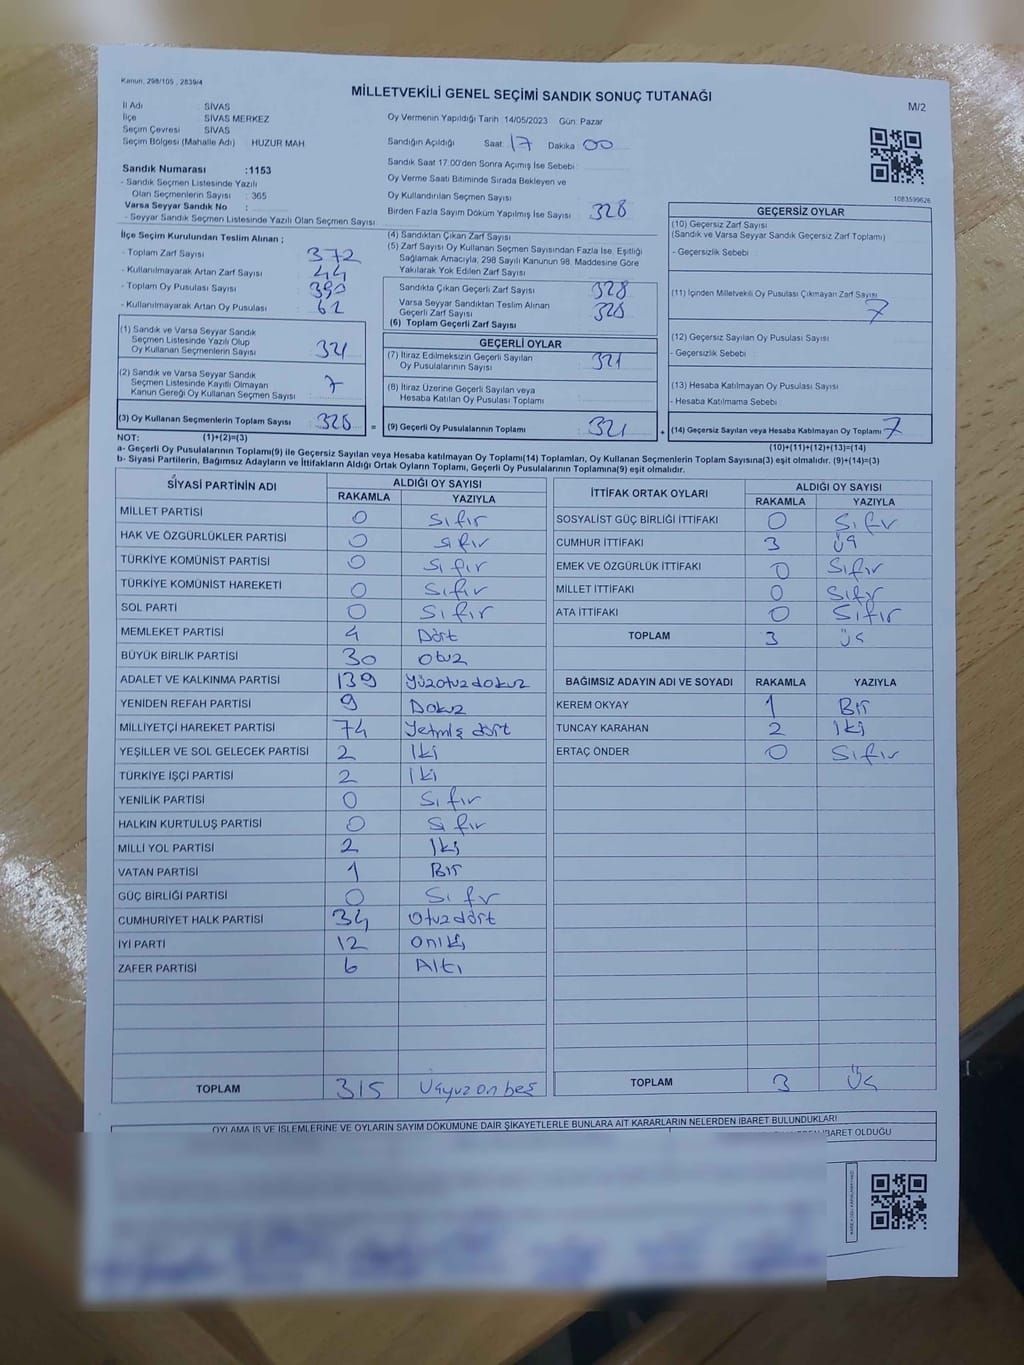 Kanun, 298/105 , 2839/4
MİLLETVEKİLİ GENEL SEÇİMİ SANDIK SONUÇ TUTANAĞI
M/2
İl Adı : SİVAS
İlçe : SİVAS MERKEZ
Seçim Çevresi : SİVAS
Seçim Bölgesi (Mahalle Adı) HUZUR MAH
Oy Vermenin Yapıldığı Tarih 14/05/2023 Gün: Pazar
Sandığın Açıldığı Saat: 17 Dakika: 00
Sandık Saat 17:00'den Sonra Açmış İse Sebebi
Oy Verme Saati Bitiminde Sırada Bekleyen ve
Oy Kullandırılan Seçmen Sayısı
Birden Fazla Sayım Döküm Yapılmış İse Sayısı 328
1083599626
Sandık Numarası :1153
- Sandık Seçmen Listesinde Yazılı
Olan Seçmenlerin Sayısı : 365
Varsa Seyyar Sandık No :
- Seyyar Sandık Seçmen Listesinde Yazılı Olan Seçmen Sayısı
İlçe Seçim Kurulundan Teslim Alınan ;
- Toplam Zarf Sayısı 372
- Kullanılmayarak Artan Zarf Sayısı 44
- Toplam Oy Pusulası Sayısı 390
- Kullanılmayarak Artan Oy Pusulası 62
(1) Sandık ve Varsa Seyyar Sandık
Seçmen Listesinde Yazılı Olup
Oy Kullanan Seçmenlerin Sayısı 321
(2) Sandık ve Varsa Seyyar Sandık
Seçmen Listesinde Kayıtlı Olmayan
Kanun Gereği Oy Kullanan Seçmen Sayısı 7
(3) Oy Kullanan Seçmenlerin Toplam Sayısı 328 =
(4) Sandıktan Çıkan Zarf Sayısı
(5) Zarf Sayısı Oy Kullanan Seçmen Sayısından Fazla İse, Eşitliği
Sağlamak Amacıyla, 298 Sayılı Kanunun 98. Maddesine Göre
Yakılarak Yok Edilen Zarf Sayısı
Sandıkta Çıkan Geçerli Zarf Sayısı 328
Varsa Seyyar Sandıktan Teslim Alınan
Geçerli Zarf Sayısı 328
(6) Toplam Geçerli Zarf Sayısı
GEÇERLİ OYLAR
(7) İtiraz Edilmeksizin Geçerli Sayılan
Oy Pusulalarının Sayısı 321
(8) İtiraz Üzerine Geçerli Sayılan veya
Hesaba Katılan Oy Pusulası Toplamı
(9) Geçerli Oy Pusulalarının Toplamı 321 +
GEÇERSİZ OYLAR
(10) Geçersiz Zarf Sayısı
(Sandık ve Varsa Seyyar Sandık Geçersiz Zarf Toplamı)
- Geçersizlik Sebebi
(11) İçinden Milletvekili Oy Pusulası Çıkmayan Zarf Sayısı 7
(12) Geçersiz Sayılan Oy Pusulası Sayısı
- Geçersizlik Sebebi
(13) Hesaba Katılmayan Oy Pusulası Sayısı
- Hesaba Katılmama Sebebi
(14) Geçersiz Sayılan veya Hesaba Katılmayan Oy Toplamı 7
NOT: (1)+(2)=(3)
(10)+(11)+(12)+(13)=(14)
a- Geçerli Oy Pusulalarının Toplamı(9) ile Geçersiz Sayılan veya Hesaba katılmayan Oy Toplamı(14) Toplamları, Oy Kullanan Seçmenlerin Toplam Sayısına(3) eşit olmalıdır. (9)+(14)=(3)
b- Siyasi Partilerin, Bağımsız Adayların ve İttifakların Aldığı Ortak Oyların Toplamı, Geçerli Oy Pusulalarının Toplamına(9) eşit olmalıdır.
SİYASİ PARTİNİN ADI ALDIĞI OY SAYISI
RAKAMLA YAZIYLA
MİLLET PARTİSİ 0 Sıfır
HAK VE ÖZGÜRLÜKLER PARTİSİ 0 sıfır
TÜRKİYE KOMÜNİST PARTİSİ 0 Sıfır
TÜRKİYE KOMÜNİST HAREKETİ 0 Sıfır
SOL PARTİ 0 Sıfır
MEMLEKET PARTİSİ 4 Dört
BÜYÜK BİRLİK PARTİSİ 30 Otuz
ADALET VE KALKINMA PARTİSİ 139 Yüzotuzdokuz
YENİDEN REFAH PARTİSİ 9 Dokuz
MİLLİYETÇİ HAREKET PARTİSİ 74 Yetmiş dört
YEŞİLLER VE SOL GELECEK PARTİSİ 2 İki
TÜRKİYE İŞÇİ PARTİSİ 2 İki
YENİLİK PARTİSİ 0 Sıfır
HALKIN KURTULUŞ PARTİSİ 0 Sıfır
MİLLİ YOL PARTİSİ 2 İki
VATAN PARTİSİ 1 Bir
GÜÇ BİRLİĞİ PARTİSİ 0 Sıfır
CUMHURİYET HALK PARTİSİ 34 Otuzdört
İYİ PARTİ 12 Oniki
ZAFER PARTİSİ 6 Altı
TOPLAM 315 Üçyüz on beş
İTTİFAK ORTAK OYLARI ALDIĞI OY SAYISI
RAKAMLA YAZIYLA
SOSYALİST GÜÇ BİRLİĞİ İTTİFAKI 0 Sıfır
CUMHUR İTTİFAKI 3 Üç
EMEK VE ÖZGÜRLÜK İTTİFAKI 0 Sıfır
MİLLET İTTİFAKI 0 Sıfır
ATA İTTİFAKI 0 Sıfır
TOPLAM 3 Üç
BAĞIMSIZ ADAYIN ADI VE SOYADI RAKAMLA YAZIYLA
KEREM OKYAY 1 Bir
TUNCAY KARAHAN 2 İki
ERTAÇ ÖNDER 0 Sıfır
TOPLAM 3 Üç
OYLAMA İŞ VE İŞLEMLERİNE VE OYLARIN SAYIM DÖKÜMÜNE DAİR ŞİKAYETLERLE BUNLARA AİT KARARLARIN NELERDEN İBARET BULUNDUKLARI
İBARET OLDUĞU